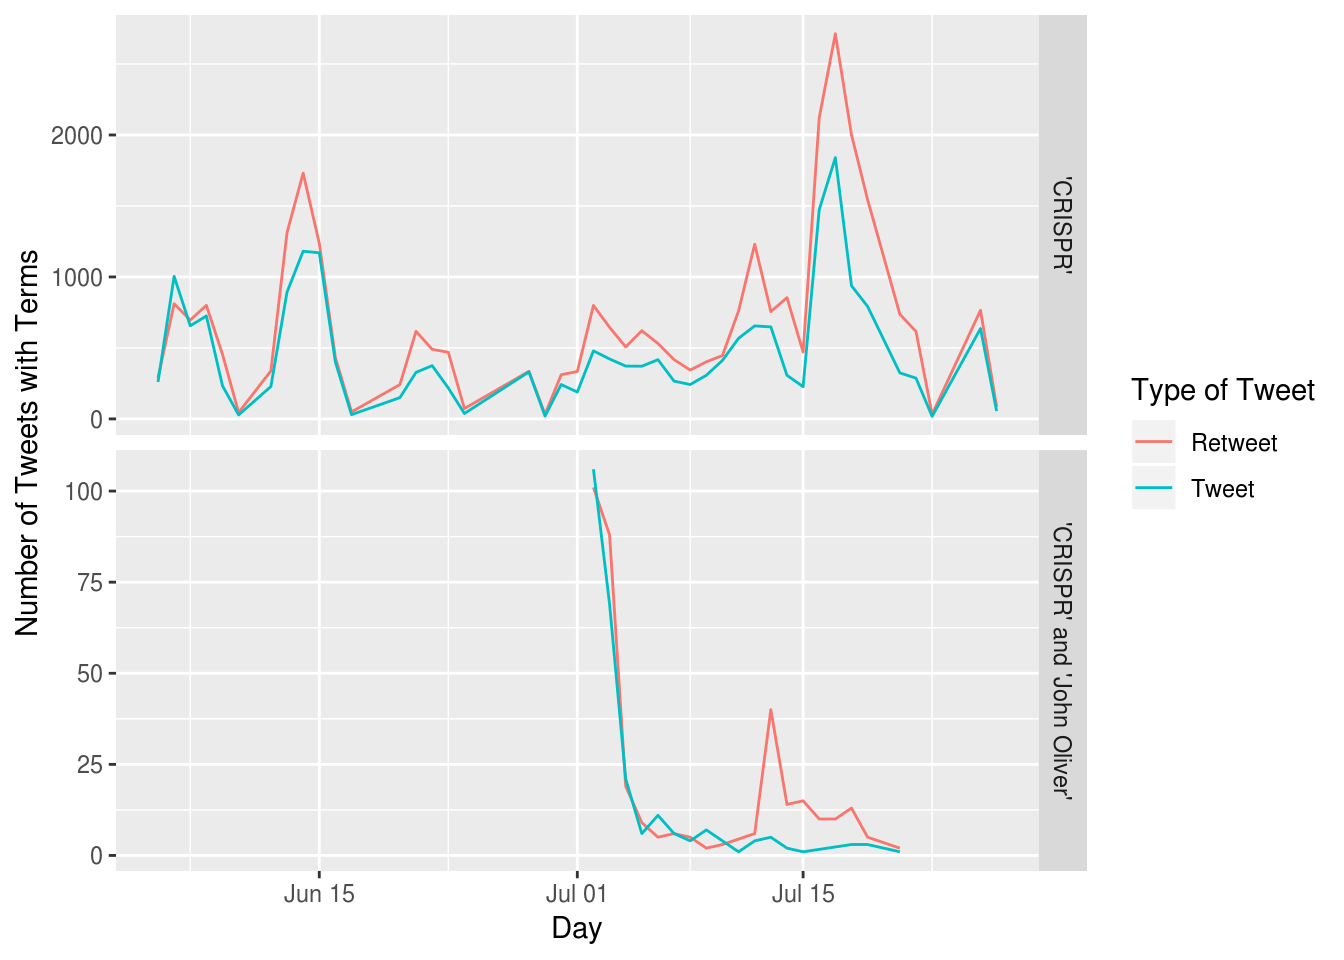 Number of Tweets with Terms
2000
1000
0
'CRISPR'
100
75
50
25
0
'CRISPR' and 'John Oliver'
Jun 15
Jul 01
Jul 15
Day
Type of Tweet
Retweet
Tweet